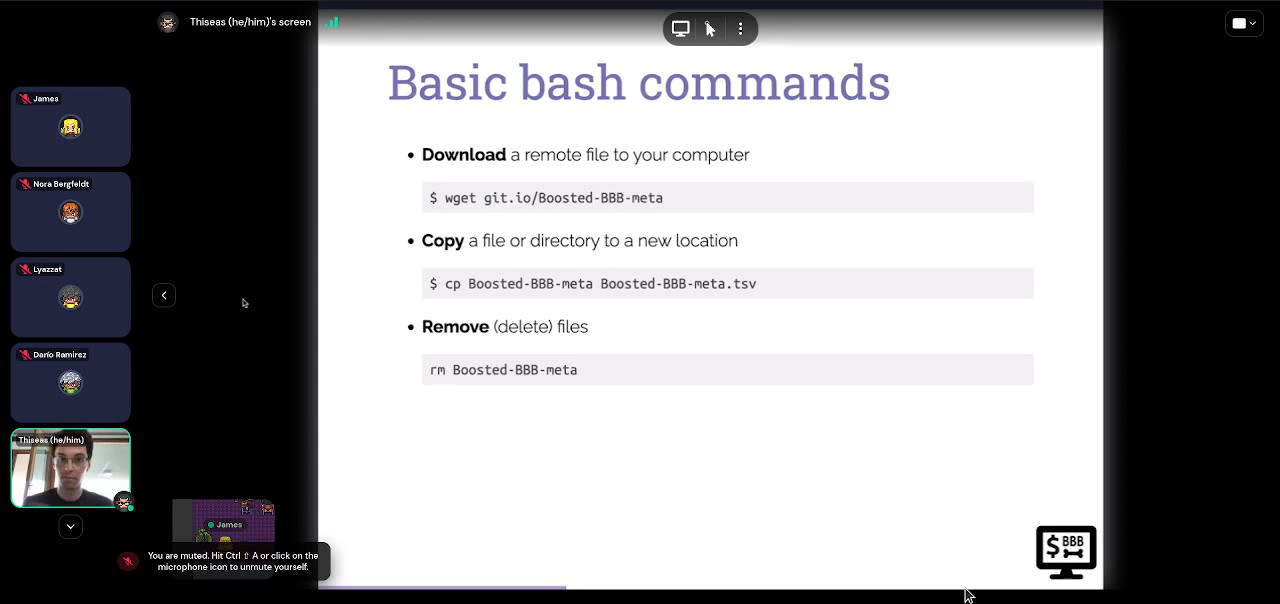 Thiseas (he/him)'s screen
James
Nora Bergfeldt
Lyazzat
Darío Ramirez
Thiseas (he/him)
James
You are muted. Hit Ctrl ⇧ A or click on the
microphone icon to unmute yourself.
Basic bash commands
• Download a remote file to your computer
$ wget git.io/Boosted-BBB-meta
• Copy a file or directory to a new location
$ cp Boosted-BBB-meta Boosted-BBB-meta.tsv
• Remove (delete) files
rm Boosted-BBB-meta
$ BBB